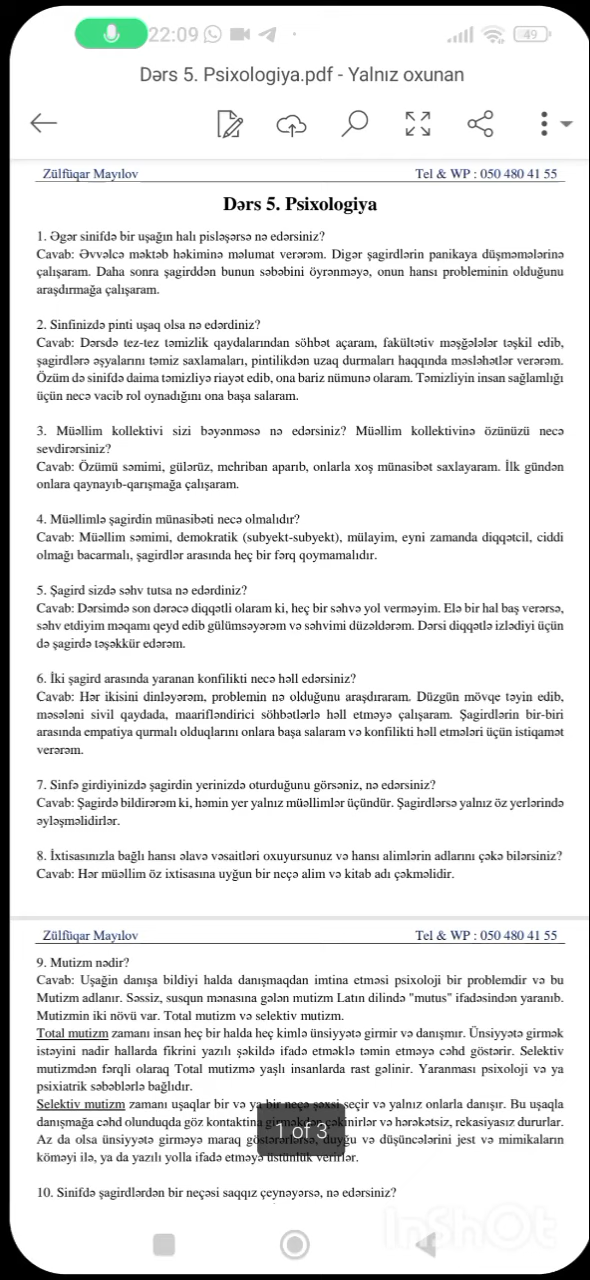 22:09
49
Dərs 5. Psixologiya.pdf - Yalnız oxunan
Zülfüqar Mayılov Tel & WP : 050 480 41 55
Dərs 5. Psixologiya
1. Əgər sinifdə bir uşağın halı pisləşərsə nə edərsiniz?
Cavab: Əvvəlcə məktəb həkiminə məlumat verərəm. Digər şagirdlərin panikaya düşməmələrinə
çalışaram. Daha sonra şagirddən bunun səbəbini öyrənməyə, onun hansı probleminin olduğunu
araşdırmağa çalışaram.
2. Sinfinizdə pinti uşaq olsa nə edərdiniz?
Cavab: Dərsdə tez-tez təmizlik qaydalarından söhbət açaram, fakültətiv məşğələlər təşkil edib,
şagirdlərə əşyalarını təmiz saxlamaları, pintilikdən uzaq durmaları haqqında məsləhətlər verərəm.
Özüm də sinifdə daima təmizliyə riayət edib, ona bariz nümunə olaram. Təmizliyin insan sağlamlığı
üçün necə vacib rol oynadığını ona başa salaram.
3. Müəllim kollektivi sizi bəyənməsə nə edərsiniz? Müəllim kollektivinə özünüzü necə
sevdirərsiniz?
Cavab: Özümü səmimi, gülərüz, mehriban aparıb, onlarla xoş münasibət saxlayaram. İlk gündən
onlara qaynayıb-qarışmağa çalışaram.
4. Müəllimlə şagirdin münasibəti necə olmalıdır?
Cavab: Müəllim səmimi, demokratik (subyekt-subyekt), mülayim, eyni zamanda diqqətcil, ciddi
olmağı bacarmalı, şagirdlər arasında heç bir fərq qoymamalıdır.
5. Şagird sizdə səhv tutsa nə edərdiniz?
Cavab: Dərsimdə son dərəcə diqqətli olaram ki, heç bir səhvə yol verməyim. Elə bir hal baş verərsə,
səhv etdiyim məqamı qeyd edib gülümsəyərəm və səhvimi düzəldərəm. Dərsi diqqətlə izlədiyi üçün
də şagirdə təşəkkür edərəm.
6. İki şagird arasında yaranan konfilikti necə həll edərsiniz?
Cavab: Hər ikisini dinləyərəm, problemin nə olduğunu araşdıraram. Düzgün mövqe təyin edib,
məsələni sivil qaydada, maarifləndirici söhbətlərlə həll etməyə çalışaram. Şagirdlərin bir-biri
arasında empatiya qurmalı olduqlarını onlara başa salaram və konfilikti həll etmələri üçün istiqamət
verərəm.
7. Sinfə girdiyinizdə şagirdin yerinizdə oturduğunu görsəniz, nə edərsiniz?
Cavab: Şagirdə bildirərəm ki, həmin yer yalnız müəllimlər üçündür. Şagirdlərsə yalnız öz yerlərində
əyləşməlidirlər.
8. İxtisasınızla bağlı hansı əlavə vəsaitləri oxuyursunuz və hansı alimlərin adlarını çəkə bilərsiniz?
Cavab: Hər müəllim öz ixtisasına uyğun bir neçə alim və kitab adı çəkməlidir.
Zülfüqar Mayılov Tel & WP : 050 480 41 55
9. Mutizm nədir?
Cavab: Uşağin danışa bildiyi halda danışmaqdan imtina etməsi psixoloji bir problemdir və bu
Mutizm adlanır. Səssiz, susqun mənasına gələn mutizm Latın dilində "mutus" ifadəsindən yaranıb.
Mutizmin iki növü var. Total mutizm və selektiv mutizm.
Total mutizm zamanı insan heç bir halda heç kimlə ünsiyyətə girmir və danışmır. Ünsiyyətə girmək
istəyini nadir hallarda fikrini yazılı şəkildə ifadə etməklə təmin etməyə cəhd göstərir. Selektiv
mutizmdən fərqli olaraq Total mutizmə yaşlı insanlarda rast gəlinir. Yaranması psixoloji və ya
psixiatrik səbəblərlə bağlıdır.
Selektiv mutizm zamanı uşaqlar bir və ya bir neçə şəxsi seçir və yalnız onlarla danışır. Bu uşaqla
danışmağa cəhd olunduqda göz kontaktına girməkdən çəkinirlər və hərəkətsiz, rekasiyasız dururlar.
Az da olsa ünsiyyətə girməyə maraq göstərərlərsə, duyğu və düşüncələrini jest və mimikaların
köməyi ilə, ya da yazılı yolla ifadə etməyə üstünlük verirlər.
1 of 3
10. Sinifdə şagirdlərdən bir neçəsi saqqız çeynəyərsə, nə edərsiniz?
InShOt